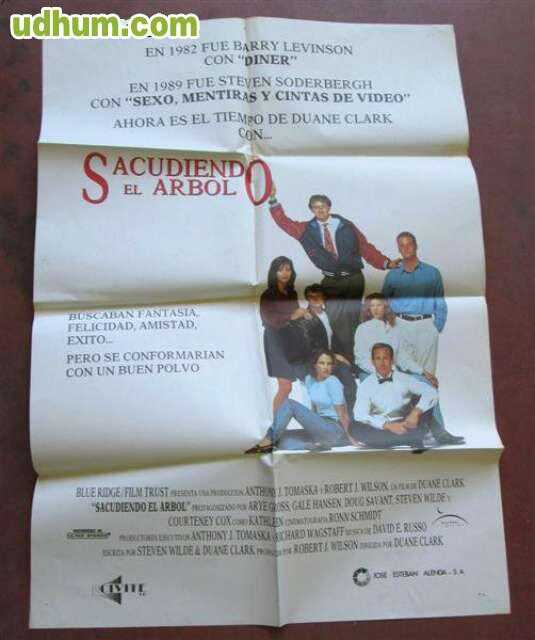 udhum.com
EN 1982 FUE BARRY LEVINSON
CON "DINER"
EN 1989 FUE STEVEN SODERBERGH
CON "SEXO, MENTIRAS Y CINTAS DE VIDEO"
AHORA ES EL TIEMPO DE DUANE CLARK
CON...
SACUDIENDO
EL ARBOL
BUSCABAN FANTASIA,
FELICIDAD, AMISTAD,
EXITO...
PERO SE CONFORMARIAN
CON UN BUEN POLVO
BLUE RIDGE/FILM TRUST PRESENTA UNA PRODUCCION ANTHONY J. TOMASKA Y ROBERT J. WILSON. UN FILM DE DUANE CLARK
"SACUDIENDO EL ARBOL" PROTAGONIZADO POR ARYE GROSS, GALE HANSEN, DOUG SAVANT, STEVEN WILDE Y
COURTENEY COX COMO KATHLEEN CINEMATOGRAFIA RONN SCHMIDT
PRODUCTORES EJECUTIVOS ANTHONY J. TOMASKA RICHARD WAGSTAFF MUSICA DE DAVID E. RUSSO
ESCRITA POR STEVEN WILDE & DUANE CLARK, PRODUCIDA POR ROBERT J. WILSON DIRIGIDA POR DUANE CLARK
CIVITE
JOSE ESTEBAN ALENDA - S.A.